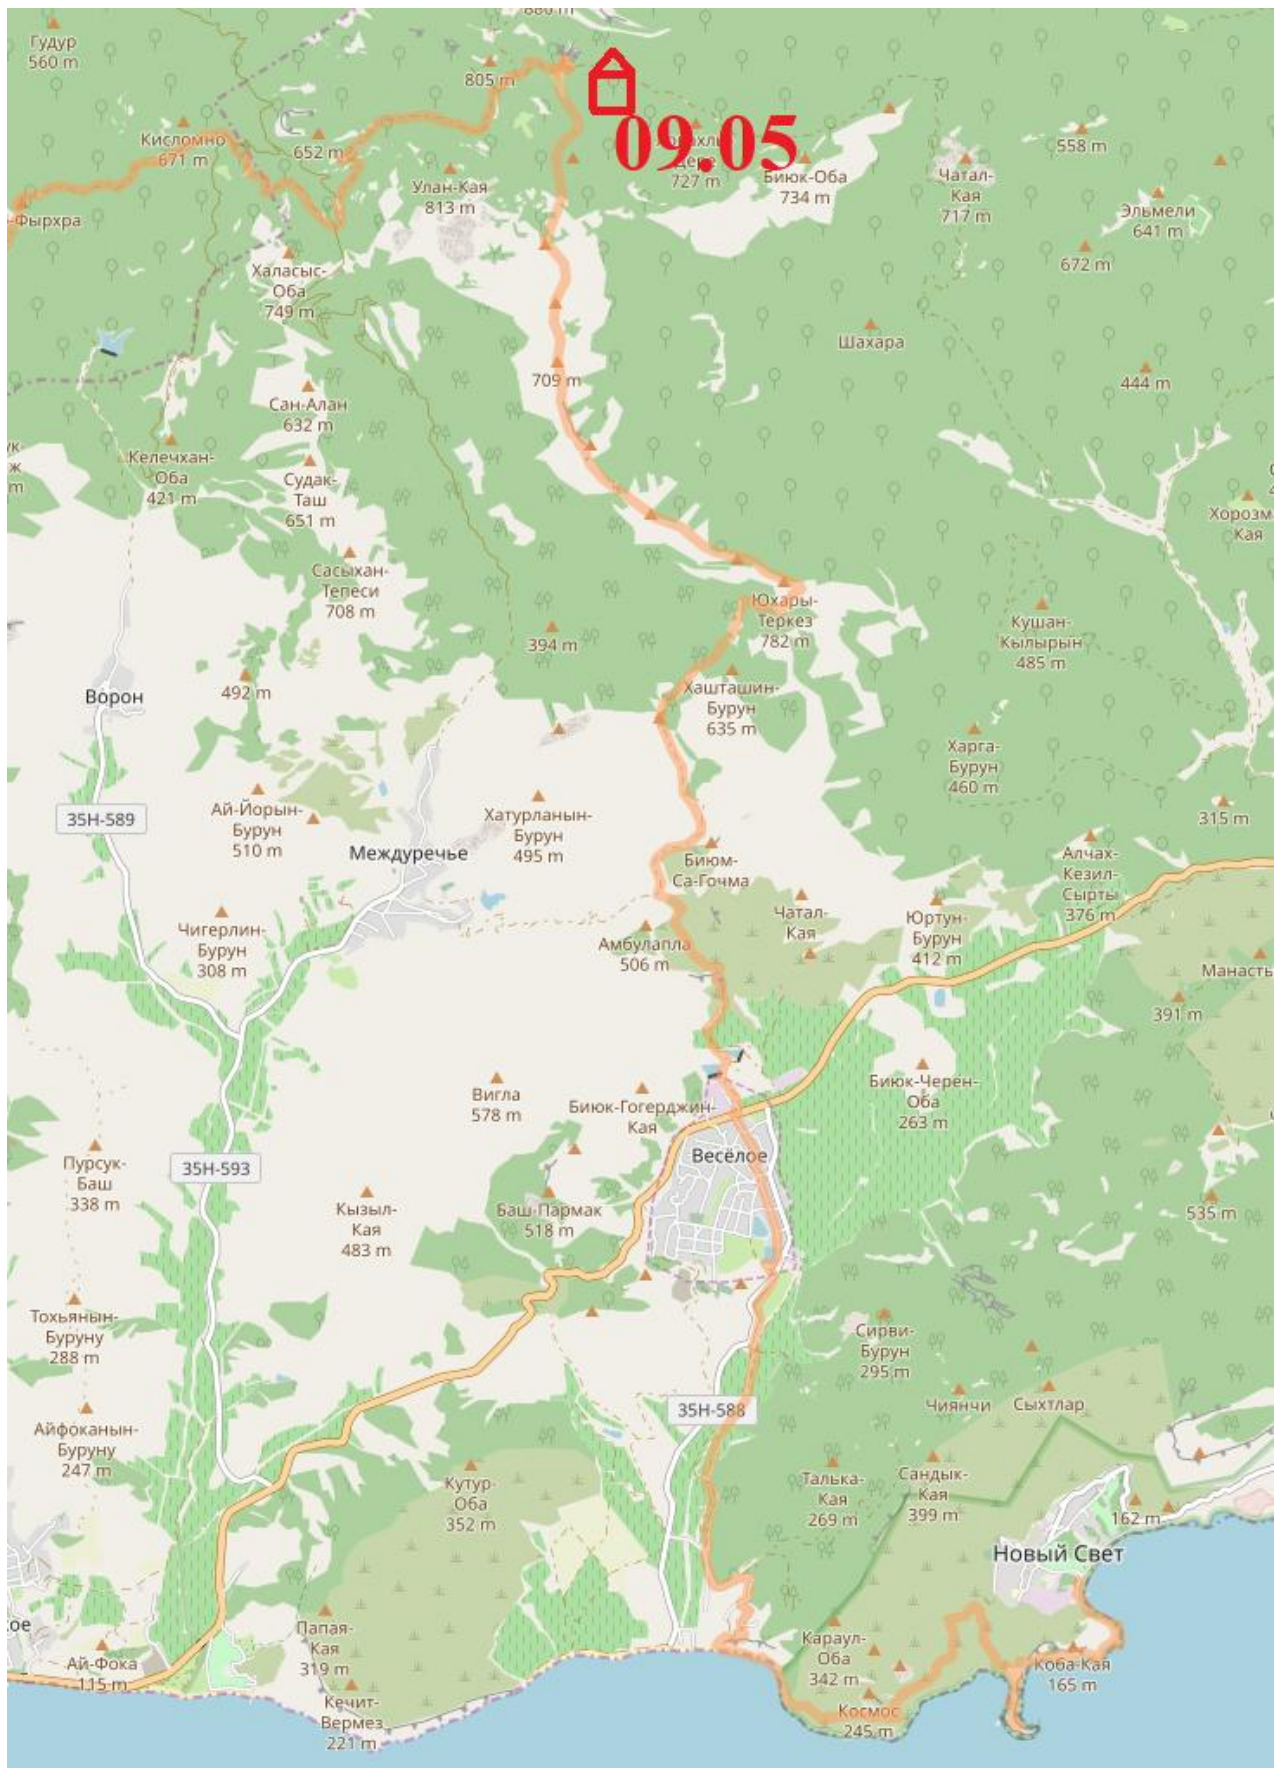 880 m
Гудур
560 m
805 m
09.05
Кисломно
671 m
652 m
727 m
Биюк-Оба
734 m
558 m
Чатал-
Кая
717 m
Улан-Кая
813 m
Эльмели
641 m
-Фырхра
672 m
Халасыс-
Оба
749 m
Шахара
709 m
444 m
Сан-Алан
632 m
Келечхан-
Оба
421 m
Судак-
Таш
651 m
Хорозм
Кая
Сасыхан-
Тепеси
708 m
Юхары-
Теркез
782 m
Кушан-
Кылырын
485 m
394 m
492 m
Ворон
Хашташин-
Бурун
635 m
Харга-
Бурун
460 m
35Н-589
Ай-Йорын-
Бурун
510 m
Хатурланын-
Бурун
495 m
315 m
Междуречье
Биюм-
Са-Гочма
Алчах-
Кезил-
Сырты
376 m
Чатал-
Кая
Юртун-
Бурун
412 m
Чигерлин-
Бурун
308 m
Амбулапла
506 m
Манасть
391 m
Вигла
578 m
Биюк-Гогерджин-
Кая
Биюк-Черен-
Оба
263 m
Весёлое
Пурсук-
Баш
338 m
35Н-593
Кызыл-
Кая
483 m
Баш-Пармак
518 m
535 m
Тохьянын-
Буруну
288 m
Сирви-
Бурун
295 m
Чиянчи
Сыхтлар
35Н-588
Айфоканын-
Буруну
247 m
Кутур-
Оба
352 m
Талька-
Кая
269 m
Сандык-
Кая
399 m
162 m
Новый Свет
ое
Папая-
Кая
319 m
Ай-Фока
115 m
Караул-
Оба
342 m
Коба-Кая
165 m
Кечит-
Вермез
221 m
Космос
245 m